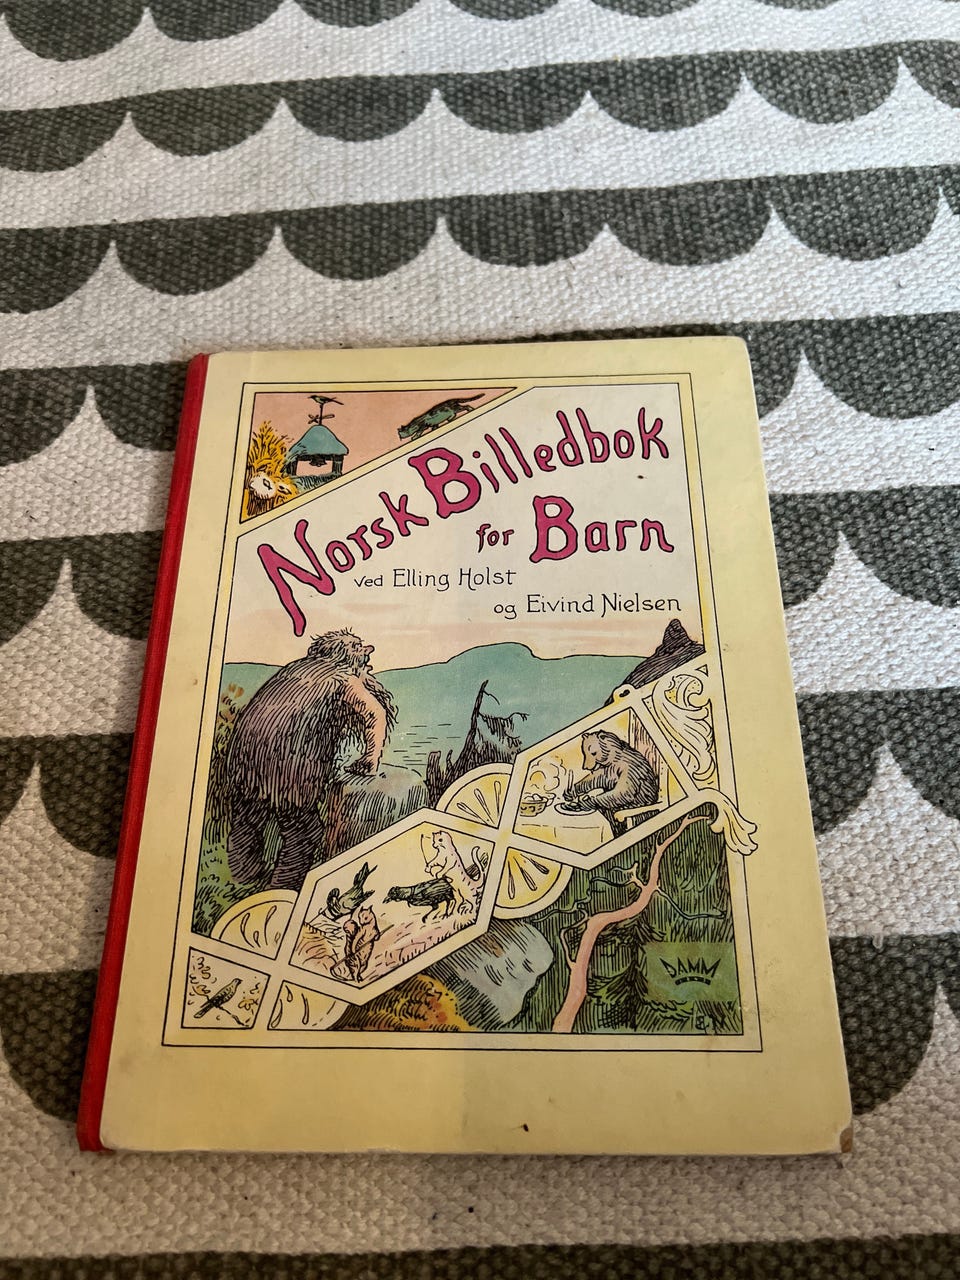 Norsk Billedbok
for Barn
ved Elling Holst
og Eivind Nielsen
DAMM